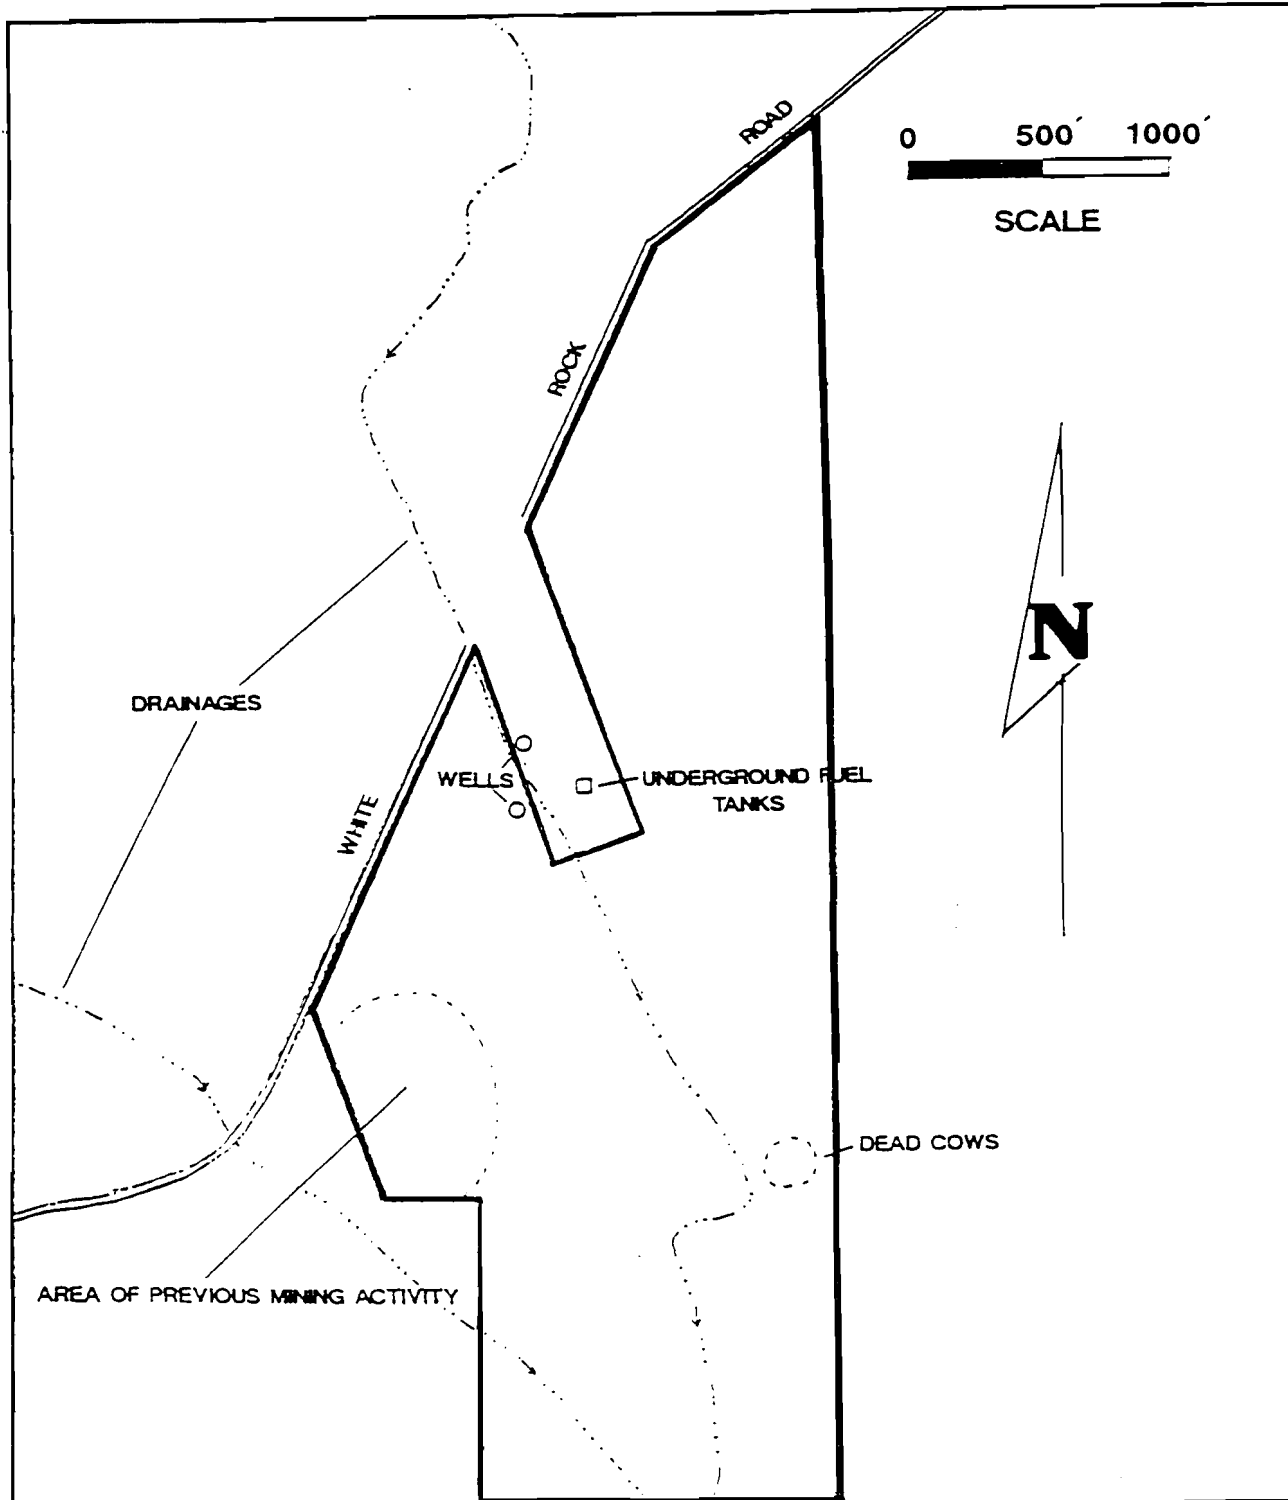 ROAD
0 500´ 1000´
SCALE
ROCK
N
DRAINAGES
WELLS
UNDERGROUND FUEL
TANKS
WHITE
DEAD COWS
AREA OF PREVIOUS MINING ACTIVITY